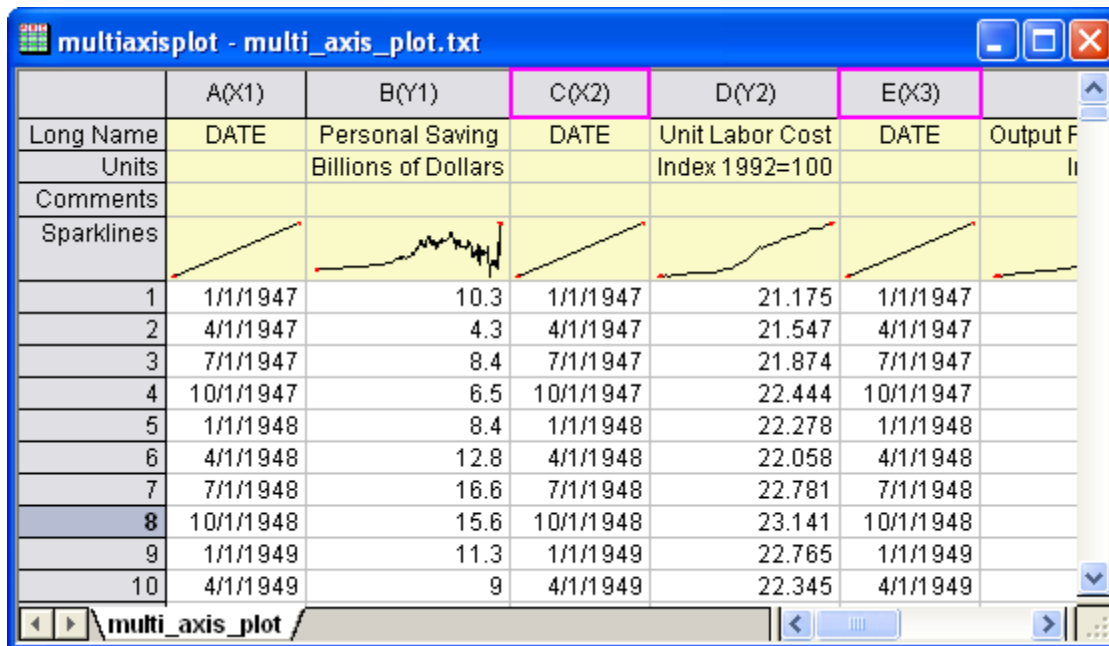 multiaxisplot - multi_axis_plot.txt
A(X1) B(Y1) C(X2) D(Y2) E(X3)
Long Name DATE Personal Saving DATE Unit Labor Cost DATE Output
Units Billions of Dollars Index 1992=100
Comments
Sparklines
1 1/1/1947 10.3 1/1/1947 21.175 1/1/1947
2 4/1/1947 4.3 4/1/1947 21.547 4/1/1947
3 7/1/1947 8.4 7/1/1947 21.874 7/1/1947
4 10/1/1947 6.5 10/1/1947 22.444 10/1/1947
5 1/1/1948 8.4 1/1/1948 22.278 1/1/1948
6 4/1/1948 12.8 4/1/1948 22.058 4/1/1948
7 7/1/1948 16.6 7/1/1948 22.781 7/1/1948
8 10/1/1948 15.6 10/1/1948 23.141 10/1/1948
9 1/1/1949 11.3 1/1/1949 22.765 1/1/1949
10 4/1/1949 9 4/1/1949 22.345 4/1/1949
multi_axis_plot